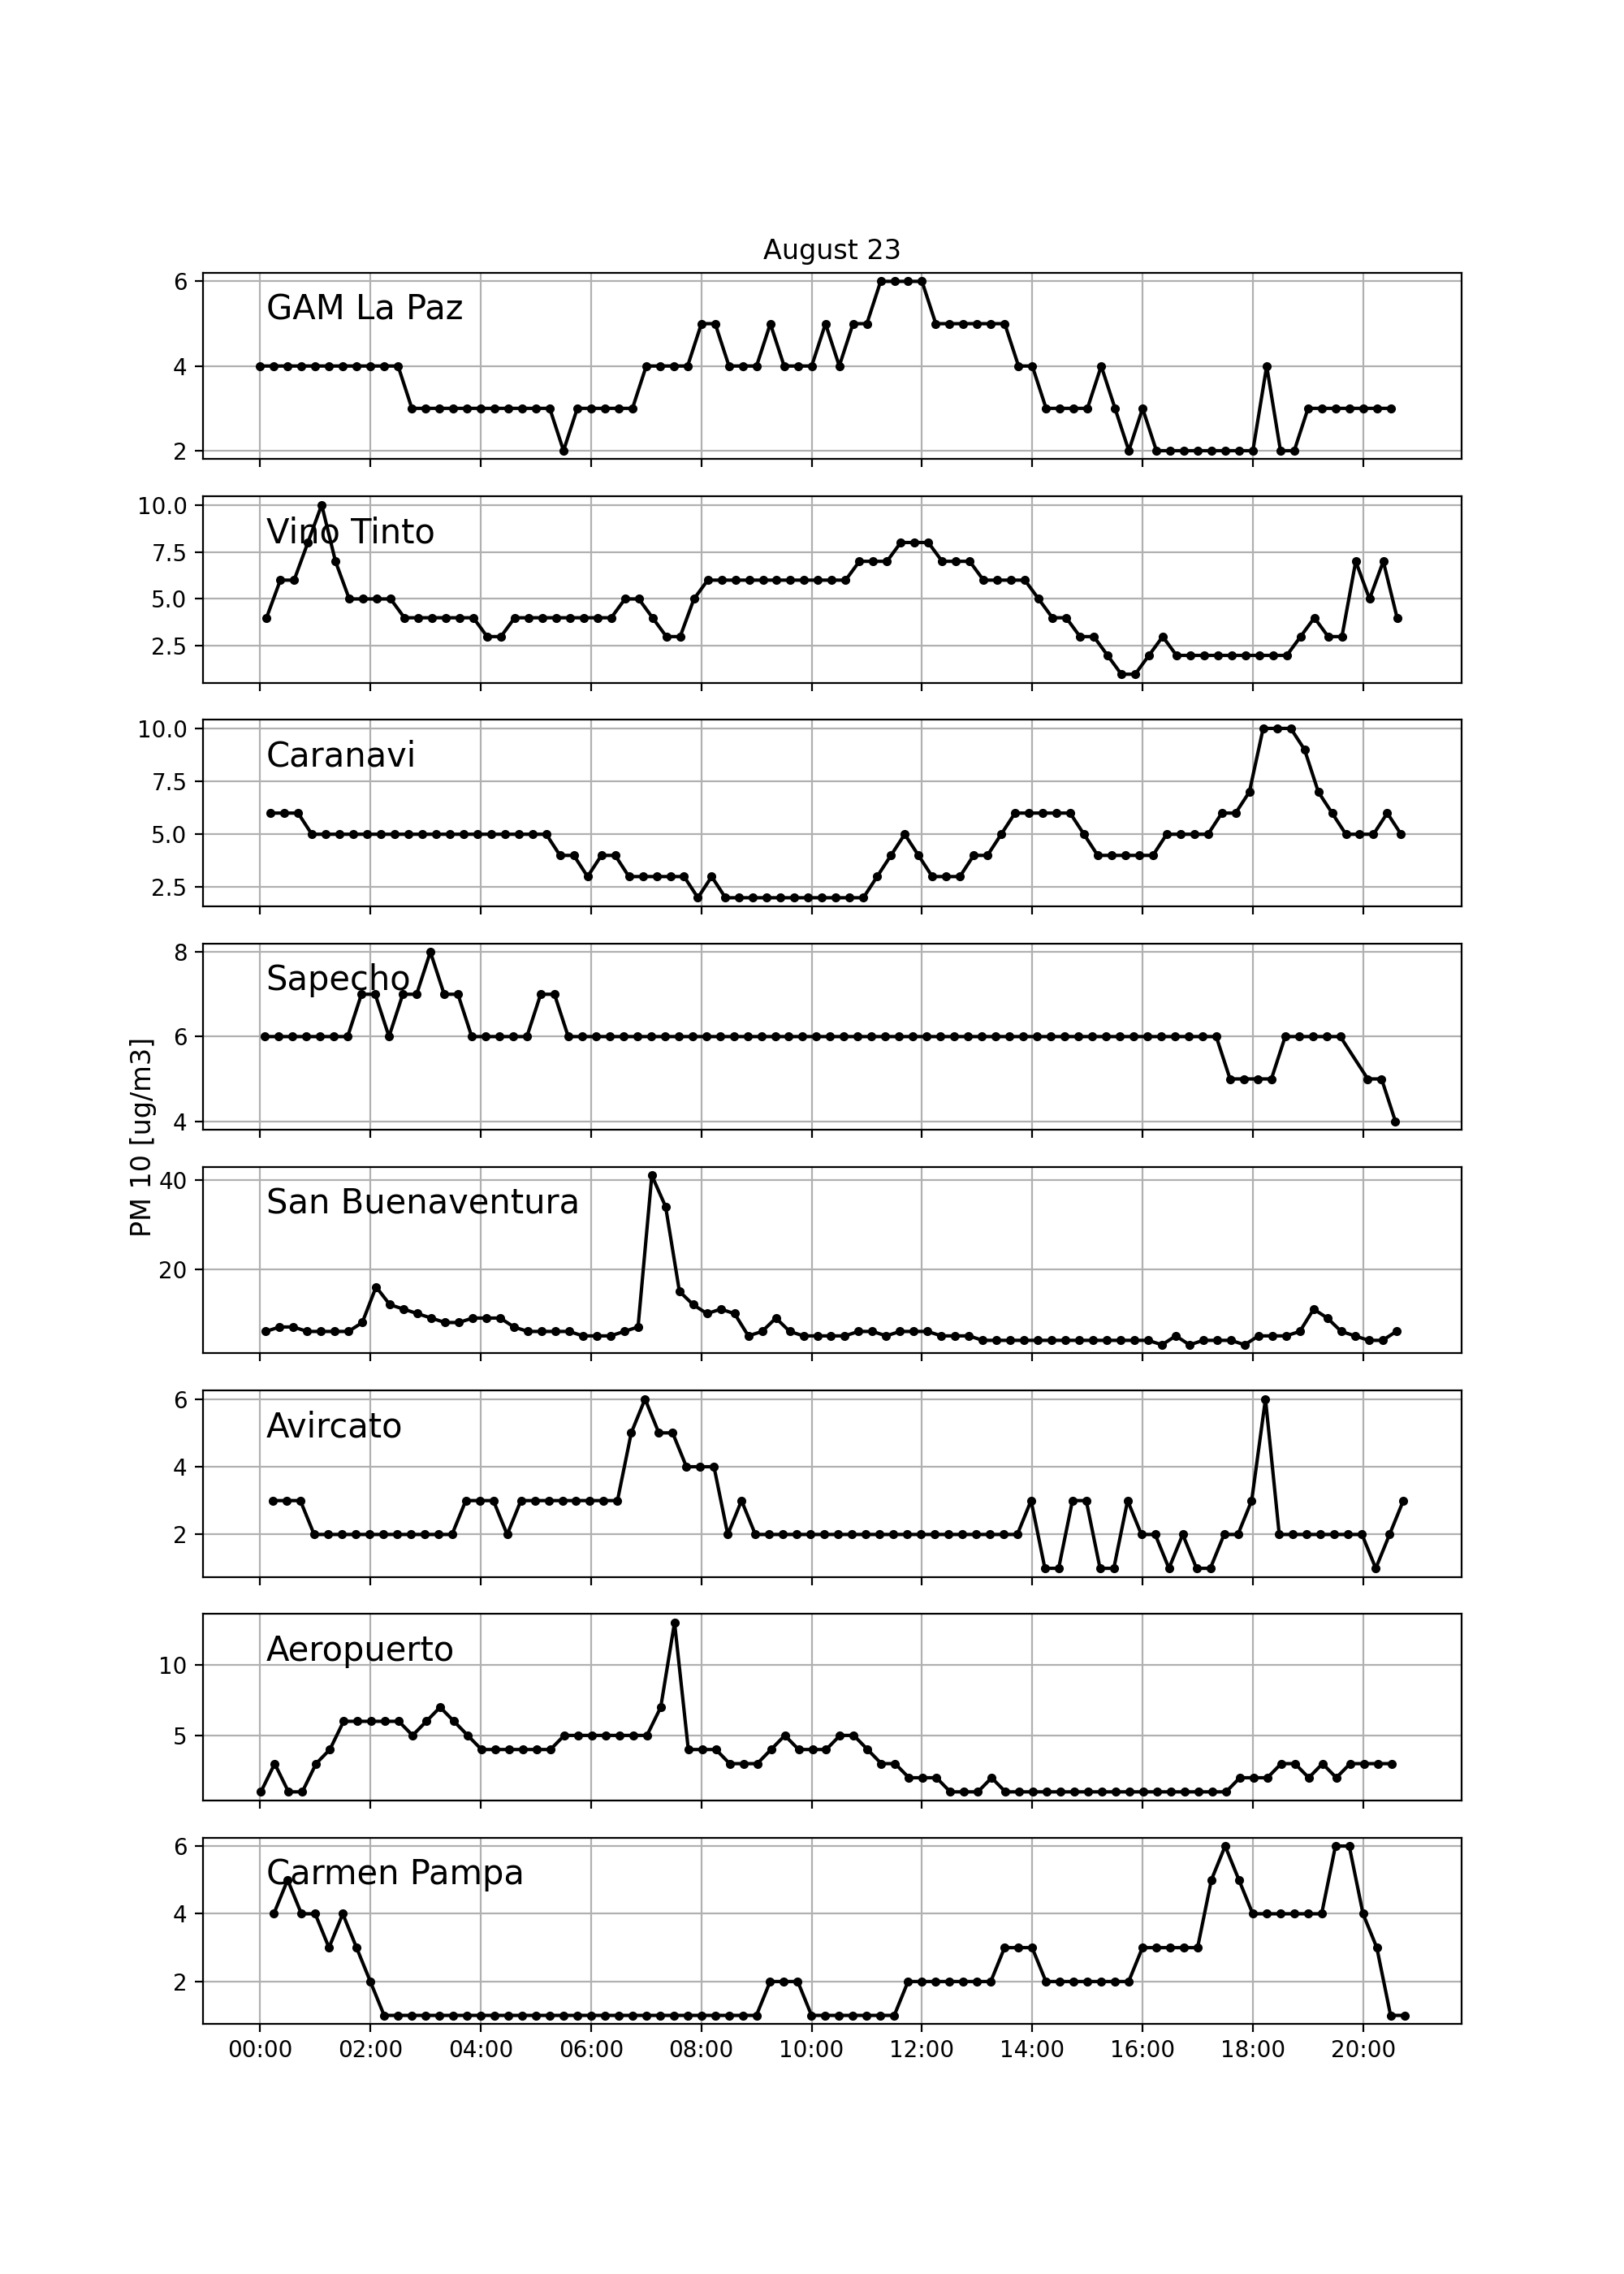 August 23
6
GAM La Paz
4
2
10.0
Vino Tinto
7.5
5.0
2.5
10.0
Caranavi
7.5
5.0
2.5
8
Sapecho
6
4
PM 10 [ug/m3]
40
San Buenaventura
20
6
Avircato
4
2
Aeropuerto
10
5
6
Carmen Pampa
4
2
00:00 02:00 04:00 06:00 08:00 10:00 12:00 14:00 16:00 18:00 20:00